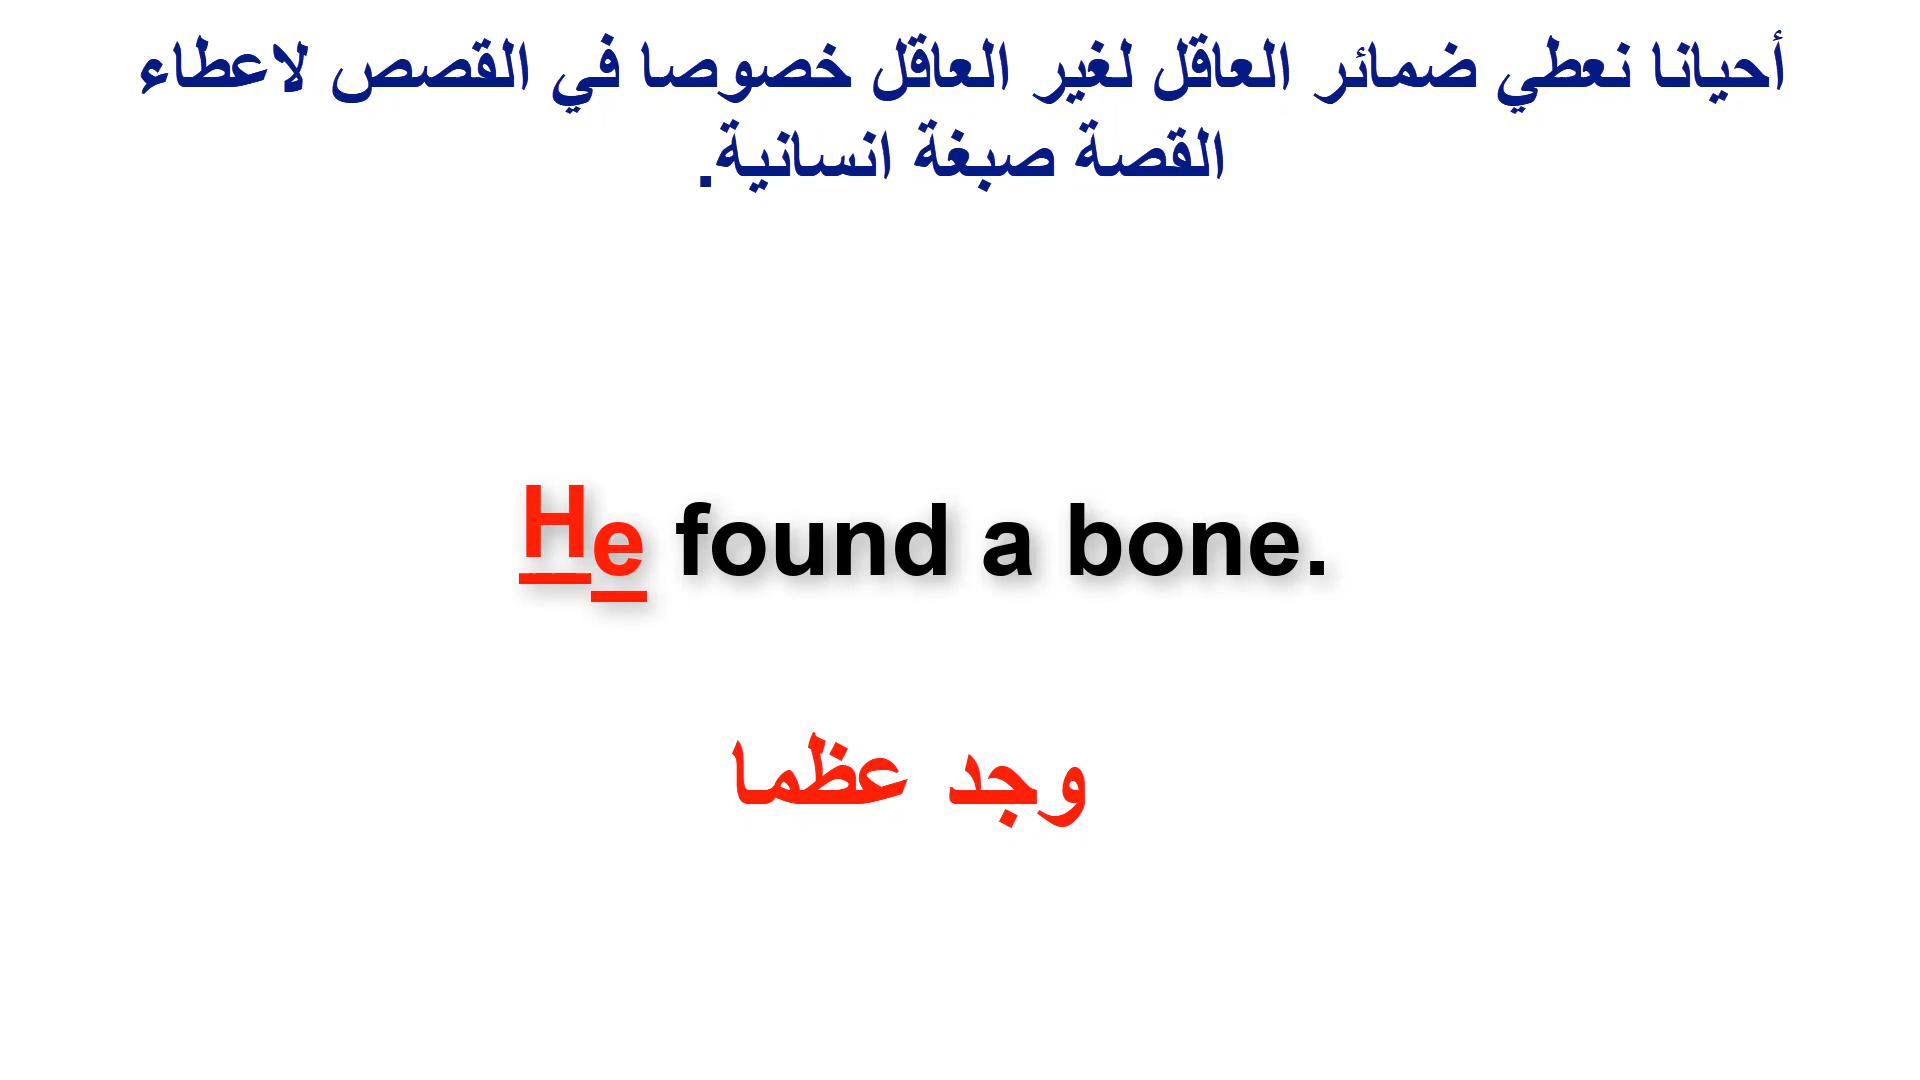 أحيانا نعطي ضمائر العاقل لغير العاقل خصوصا في القصص لاعطاء
القصة صبغة انسانية.
He found a bone.
وجد عظما